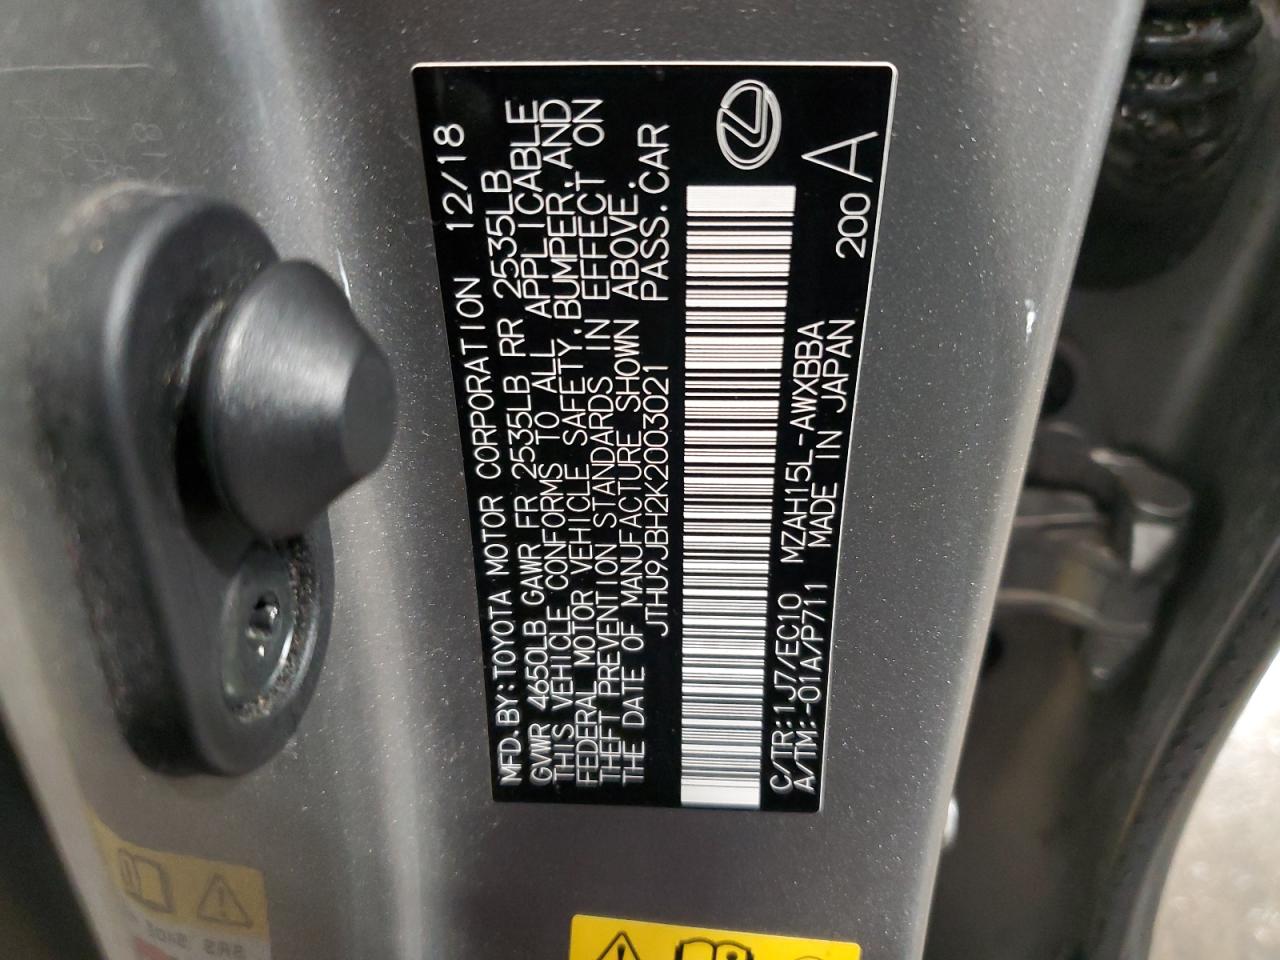 MFD. BY: TOYOTA MOTOR CORPORATION 12/18
GVWR 4650LB GAWR FR 2535LB RR 2535LB
THIS VEHICLE CONFORMS TO ALL APPLICABLE
FEDERAL MOTOR VEHICLE SAFETY, BUMPER, AND
THEFT PREVENTION STANDARDS IN EFFECT ON
THE DATE OF MANUFACTURE SHOWN ABOVE.
JTHU9JBH2K2003021 PASS. CAR
C/TR: 1J7/EC10 MZAH15L-AWXBBA
A/TM: -01A/P711 MADE IN JAPAN
200 A